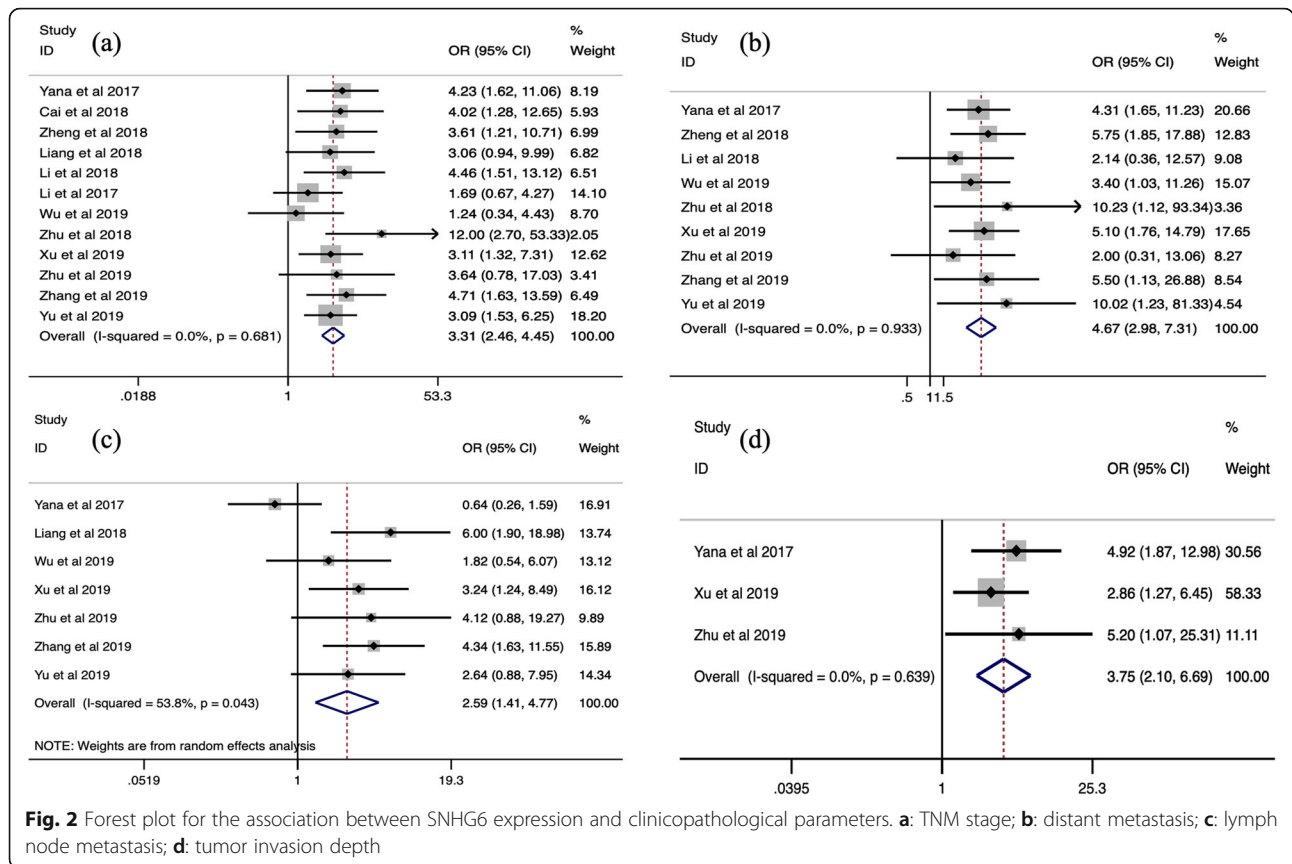 (a)
Study %
ID OR (95% CI) Weight
Yana et al 2017 4.23 (1.62, 11.06) 8.19
Cai et al 2018 4.02 (1.28, 12.65) 5.93
Zheng et al 2018 3.61 (1.21, 10.71) 6.99
Liang et al 2018 3.06 (0.94, 9.99) 6.82
Li et al 2018 4.46 (1.51, 13.12) 6.51
Li et al 2017 1.69 (0.67, 4.27) 14.10
Wu et al 2019 1.24 (0.34, 4.43) 8.70
Zhu et al 2018 12.00 (2.70, 53.33) 2.05
Xu et al 2019 3.11 (1.32, 7.31) 12.62
Zhu et al 2019 3.64 (0.78, 17.03) 3.41
Zhang et al 2019 4.71 (1.63, 13.59) 6.49
Yu et al 2019 3.09 (1.53, 6.25) 18.20
Overall (I-squared = 0.0%, p = 0.681) 3.31 (2.46, 4.45) 100.00
.0188 1 53.3
(b)
Study %
ID OR (95% CI) Weight
Yana et al 2017 4.31 (1.65, 11.23) 20.66
Zheng et al 2018 5.75 (1.85, 17.88) 12.83
Li et al 2018 2.14 (0.36, 12.57) 9.08
Wu et al 2019 3.40 (1.03, 11.26) 15.07
Zhu et al 2018 10.23 (1.12, 93.34) 3.36
Xu et al 2019 5.10 (1.76, 14.79) 17.65
Zhu et al 2019 2.00 (0.31, 13.06) 8.27
Zhang et al 2019 5.50 (1.13, 26.88) 8.54
Yu et al 2019 10.02 (1.23, 81.33) 4.54
Overall (I-squared = 0.0%, p = 0.933) 4.67 (2.98, 7.31) 100.00
.5 1 1.5
(c)
Study %
ID OR (95% CI) Weight
Yana et al 2017 0.64 (0.26, 1.59) 16.91
Liang et al 2018 6.00 (1.90, 18.98) 13.74
Wu et al 2019 1.82 (0.54, 6.07) 13.12
Xu et al 2019 3.24 (1.24, 8.49) 16.12
Zhu et al 2019 4.12 (0.88, 19.27) 9.89
Zhang et al 2019 4.34 (1.63, 11.55) 15.89
Yu et al 2019 2.64 (0.88, 7.95) 14.34
Overall (I-squared = 53.8%, p = 0.043) 2.59 (1.41, 4.77) 100.00
NOTE: Weights are from random effects analysis
.0519 1 19.3
(d)
Study %
ID OR (95% CI) Weight
Yana et al 2017 4.92 (1.87, 12.98) 30.56
Xu et al 2019 2.86 (1.27, 6.45) 58.33
Zhu et al 2019 5.20 (1.07, 25.31) 11.11
Overall (I-squared = 0.0%, p = 0.639) 3.75 (2.10, 6.69) 100.00
.0395 1 25.3
Fig. 2 Forest plot for the association between SNHG6 expression and clinicopathological parameters. a: TNM stage; b: distant metastasis; c: lymph
node metastasis; d: tumor invasion depth